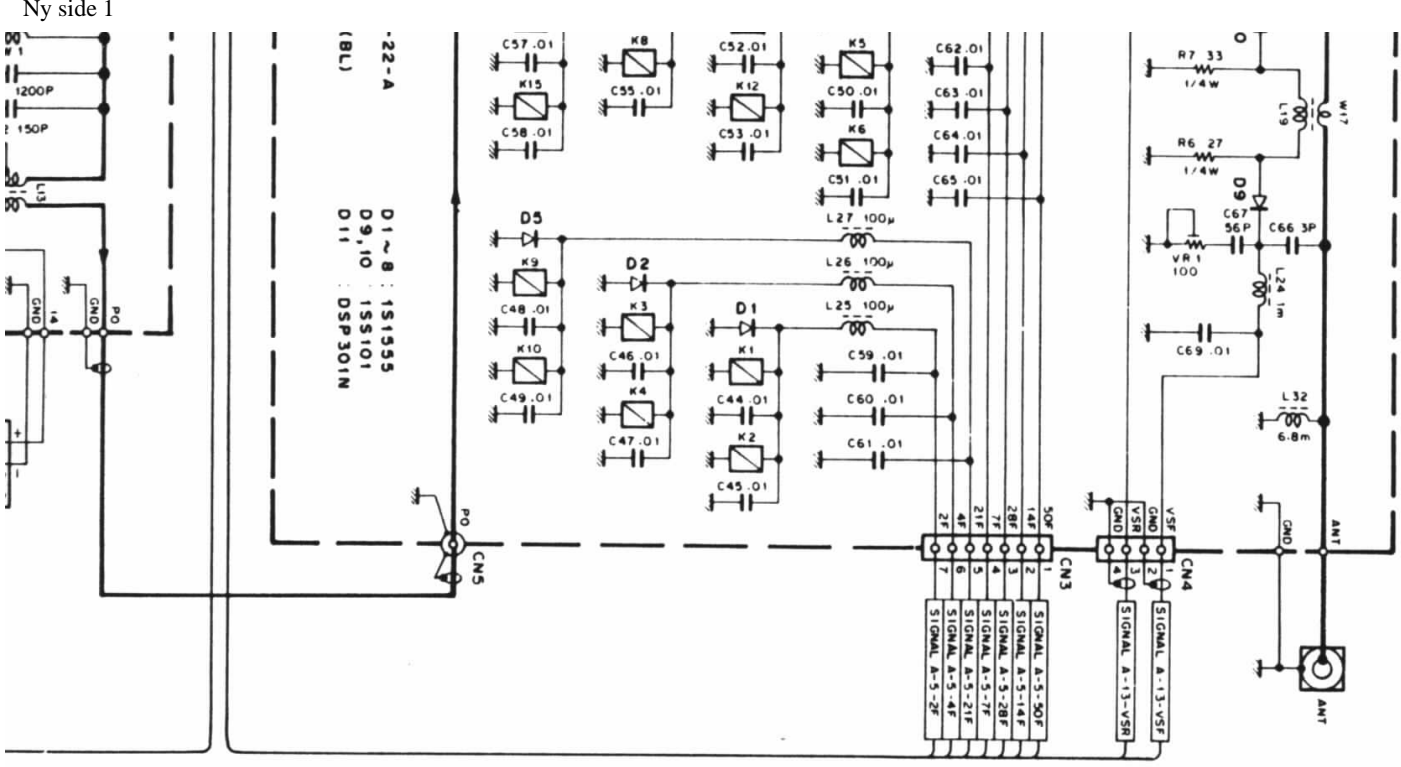 Ny side 1
1200P
150P
L13
GND
14
GND
PO
-22-A
(BL)
D1~8 : 1S1555
D9,10 : 1SS101
D11 : DSP301N
C57 .01
K15
C58 .01
D5
K9
C48 .01
K10
C49 .01
K8
C55 .01
D2
K3
C46 .01
K4
C47 .01
C52 .01
K12
C53 .01
D1
K1
C44 .01
K2
C45 .01
K5
C50 .01
K6
C51 .01
L27 100μ
L26 100μ
L25 100μ
C59 .01
C60 .01
C61 .01
C62 .01
C63 .01
C64 .01
C65 .01
R7 33
1/4W
L19
W17
R6 27
1/4W
D9
C67
56P
C66 3P
VR1
100
L24 1m
C69 .01
L32
6.8m
+
-
PO
CN5
2F
4F
21F
7F
28F
14F
50F
7
6
5
4
3
2
1
CN3
GND
VSR
GND
VSF
4
3
2
1
CN4
GND
ANT
SIGNAL A-5-2F
SIGNAL A-5-4F
SIGNAL A-5-21F
SIGNAL A-5-7F
SIGNAL A-5-28F
SIGNAL A-5-14F
SIGNAL A-5-50F
SIGNAL A-13-VSR
SIGNAL A-13-VSF
ANT